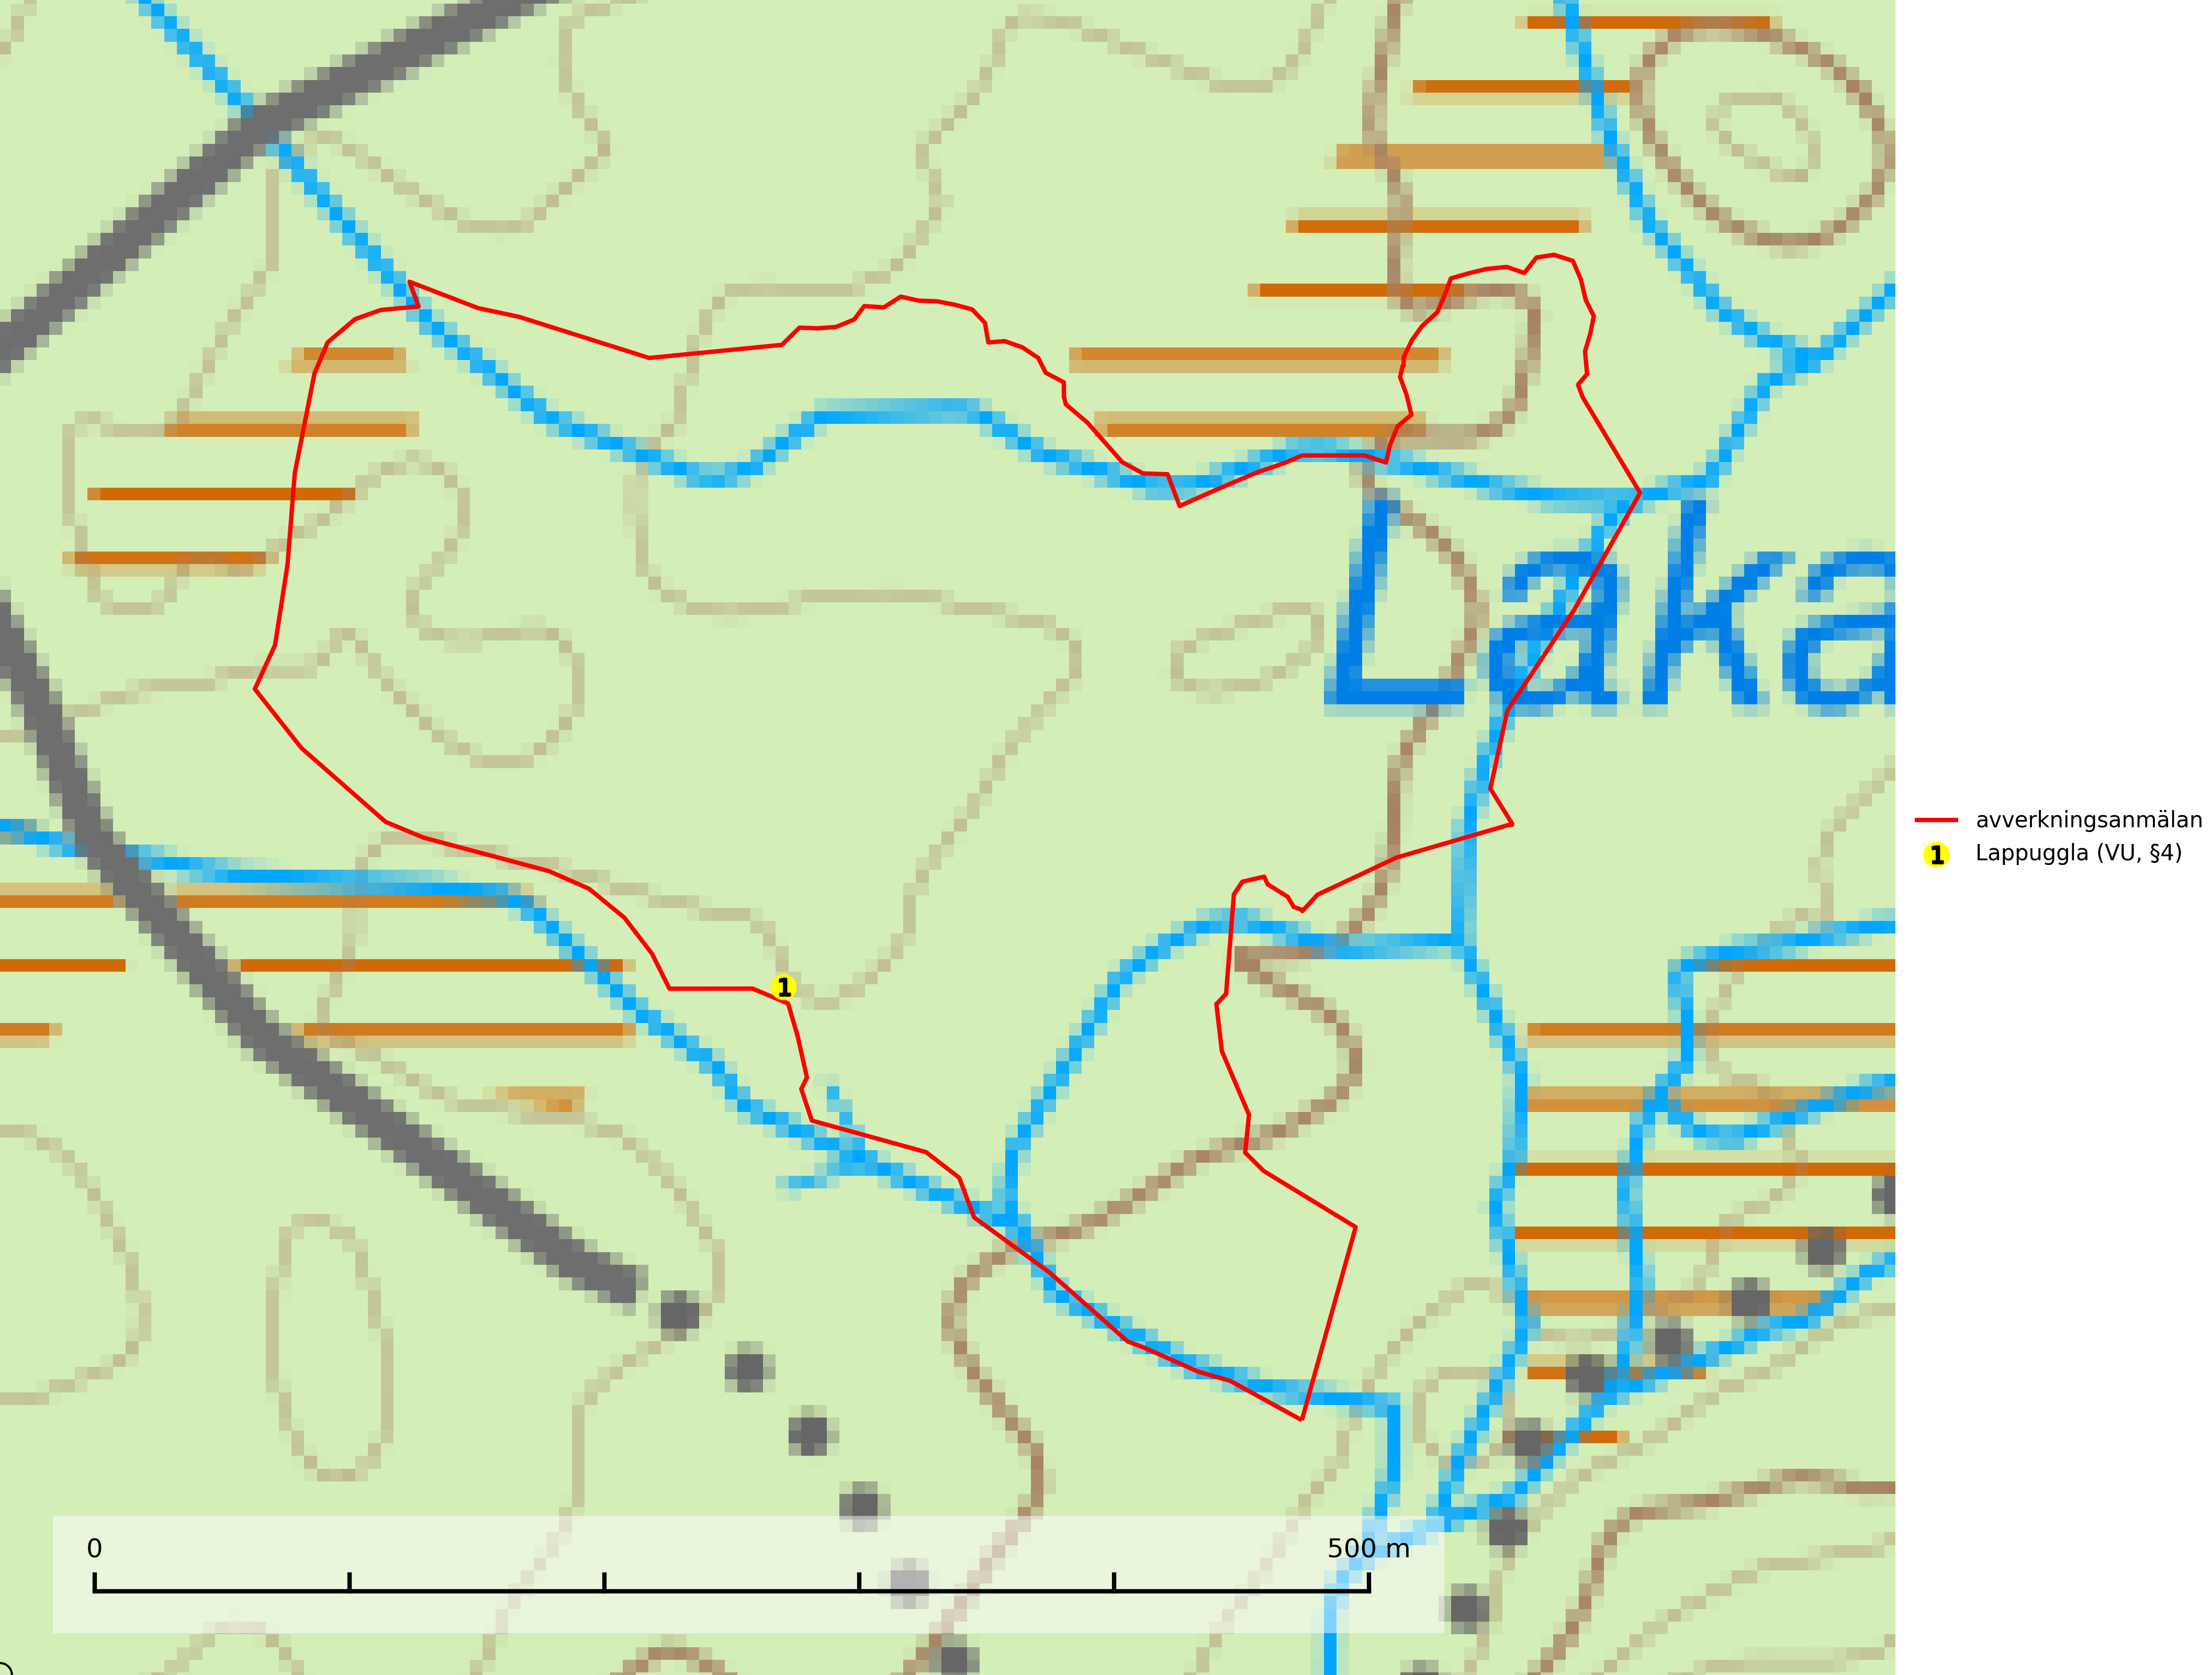 Laka
avverkningsanmälan
1 Lappuggla (VU, §4)
1
0 500 m